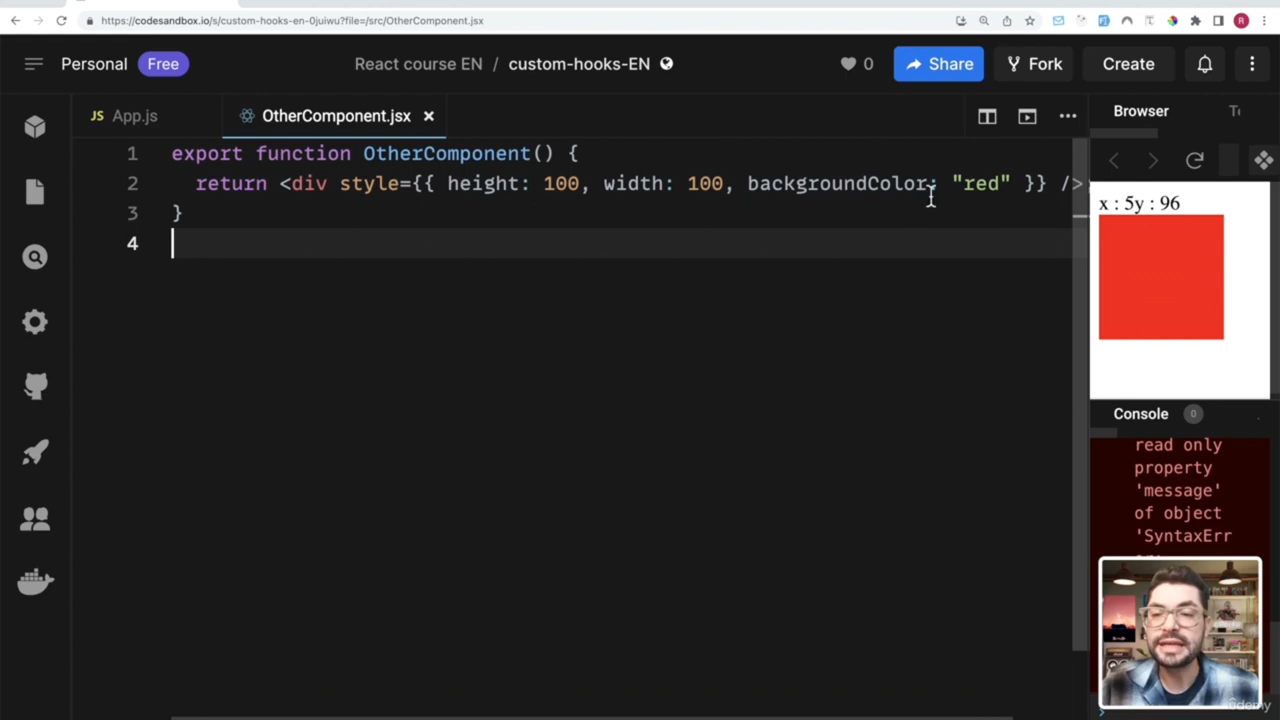 https://codesandbox.io/s/custom-hooks-en-0juiwu?file=/src/OtherComponent.jsx
R
Personal Free React course EN / custom-hooks-EN 0 Share Fork Create
JS App.js OtherComponent.jsx
Browser
1 export function OtherComponent() {
2 return <div style={{ height: 100, width: 100, backgroundColor: "red" }} />
3 }
4
x : 5y : 96
Console 0
read only
property
'message'
of object
'SyntaxErr
udemy